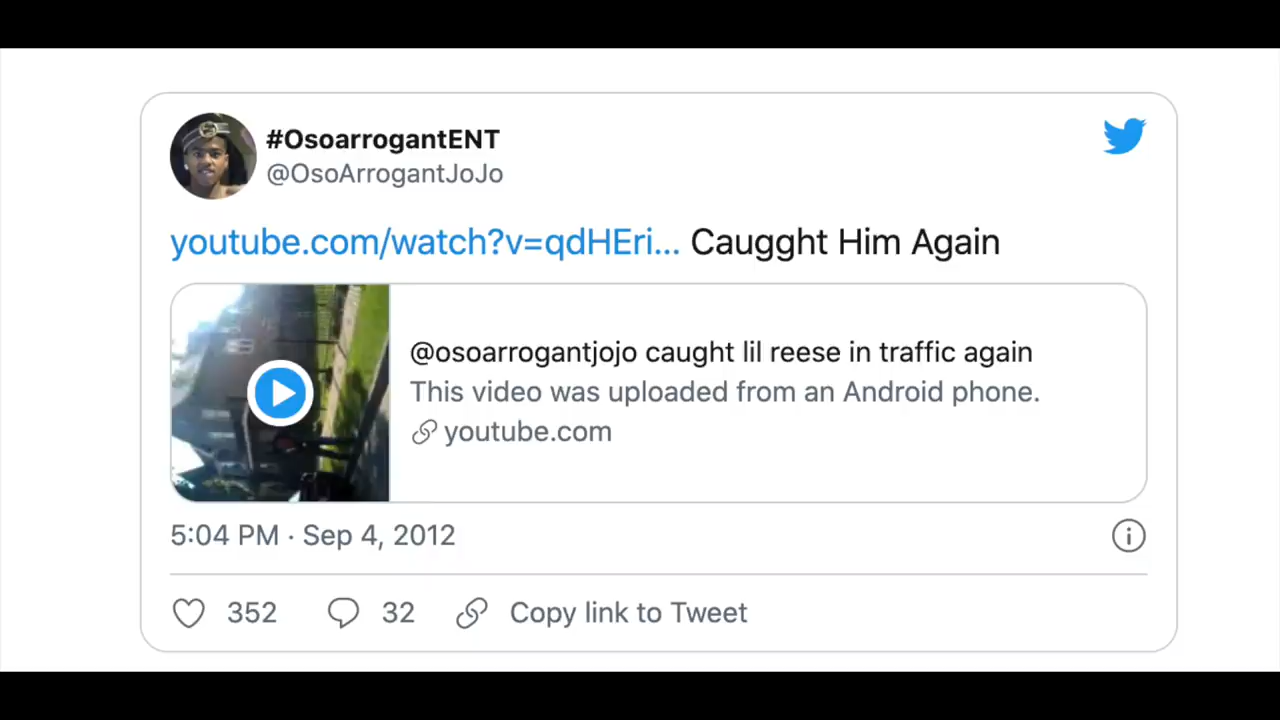 #OsoarrogantENT
@OsoArrogantJoJo
youtube.com/watch?v=qdHEri... Caugght Him Again
@osoarrogantjojo caught lil reese in traffic again
This video was uploaded from an Android phone.
youtube.com
5:04 PM · Sep 4, 2012
352 32 Copy link to Tweet